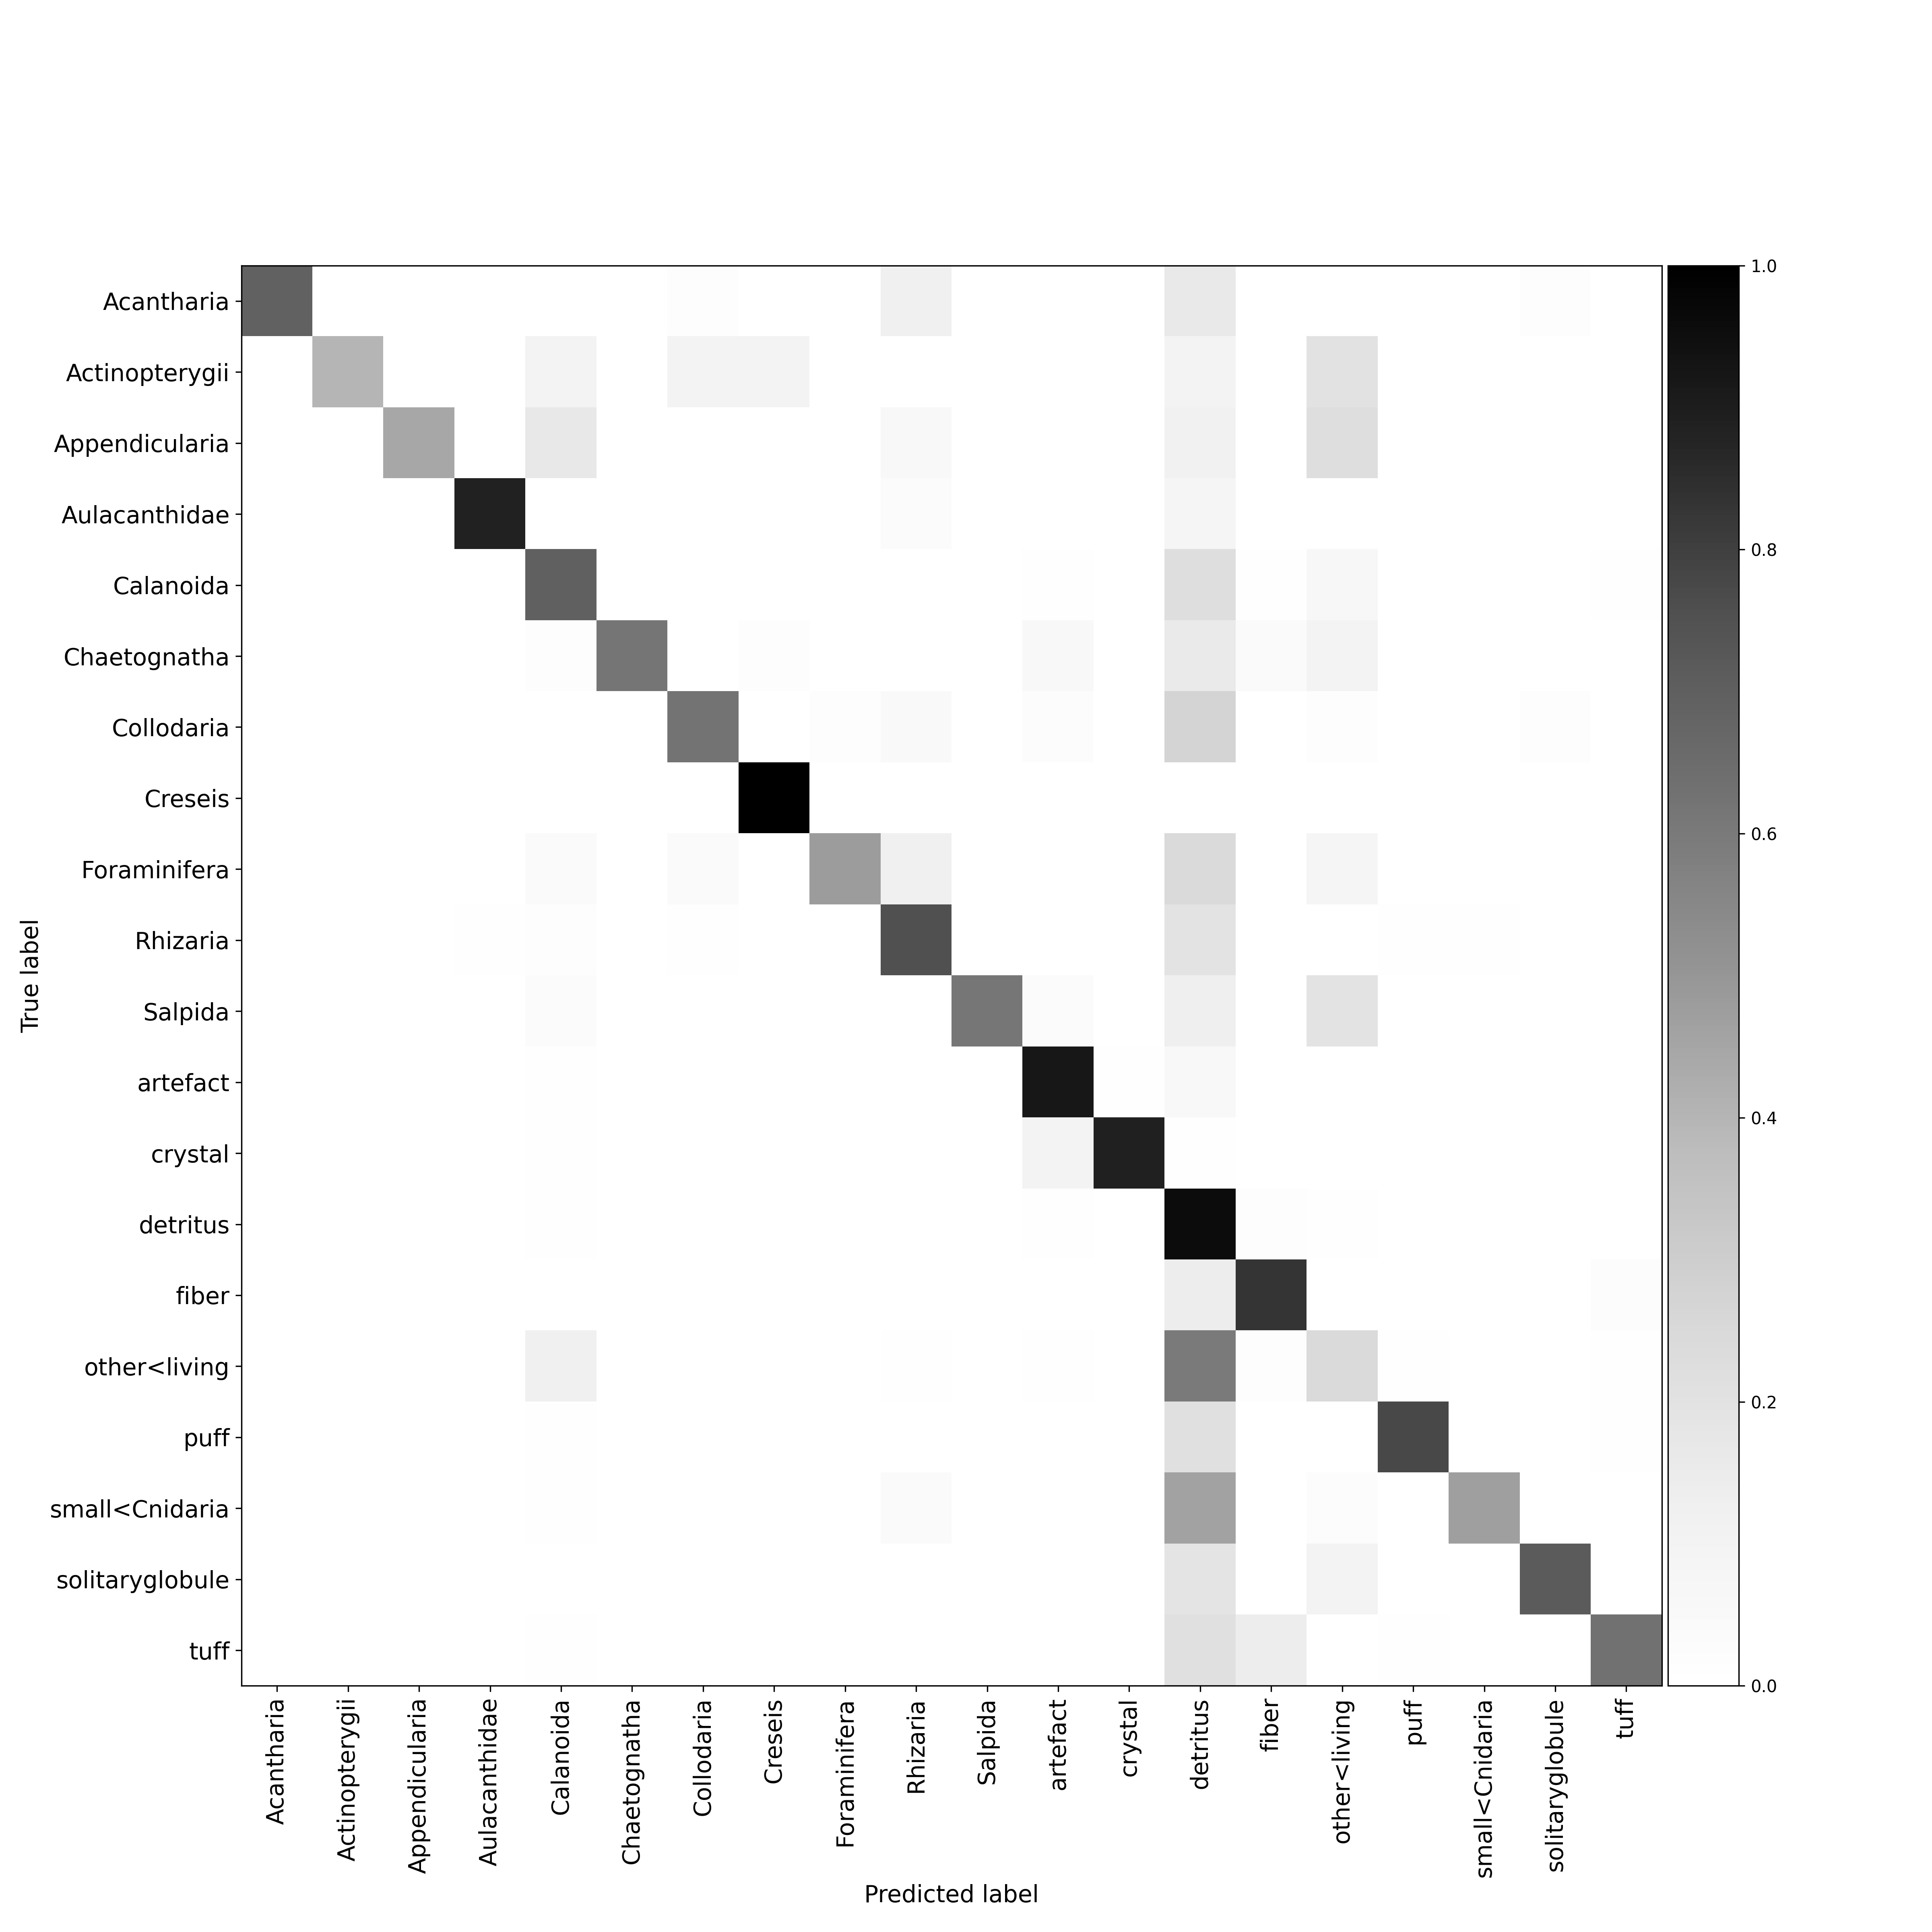 True label
Acantharia
Actinopterygii
Appendicularia
Aulacanthidae
Calanoida
Chaetognatha
Collodaria
Creseis
Foraminifera
Rhizaria
Salpida
artefact
crystal
detritus
fiber
other<living
puff
small<Cnidaria
solitaryglobule
tuff
Acantharia
Actinopterygii
Appendicularia
Aulacanthidae
Calanoida
Chaetognatha
Collodaria
Creseis
Foraminifera
Rhizaria
Salpida
artefact
crystal
detritus
fiber
other<living
puff
small<Cnidaria
solitaryglobule
tuff
Predicted label
1.0
0.8
0.6
0.4
0.2
0.0